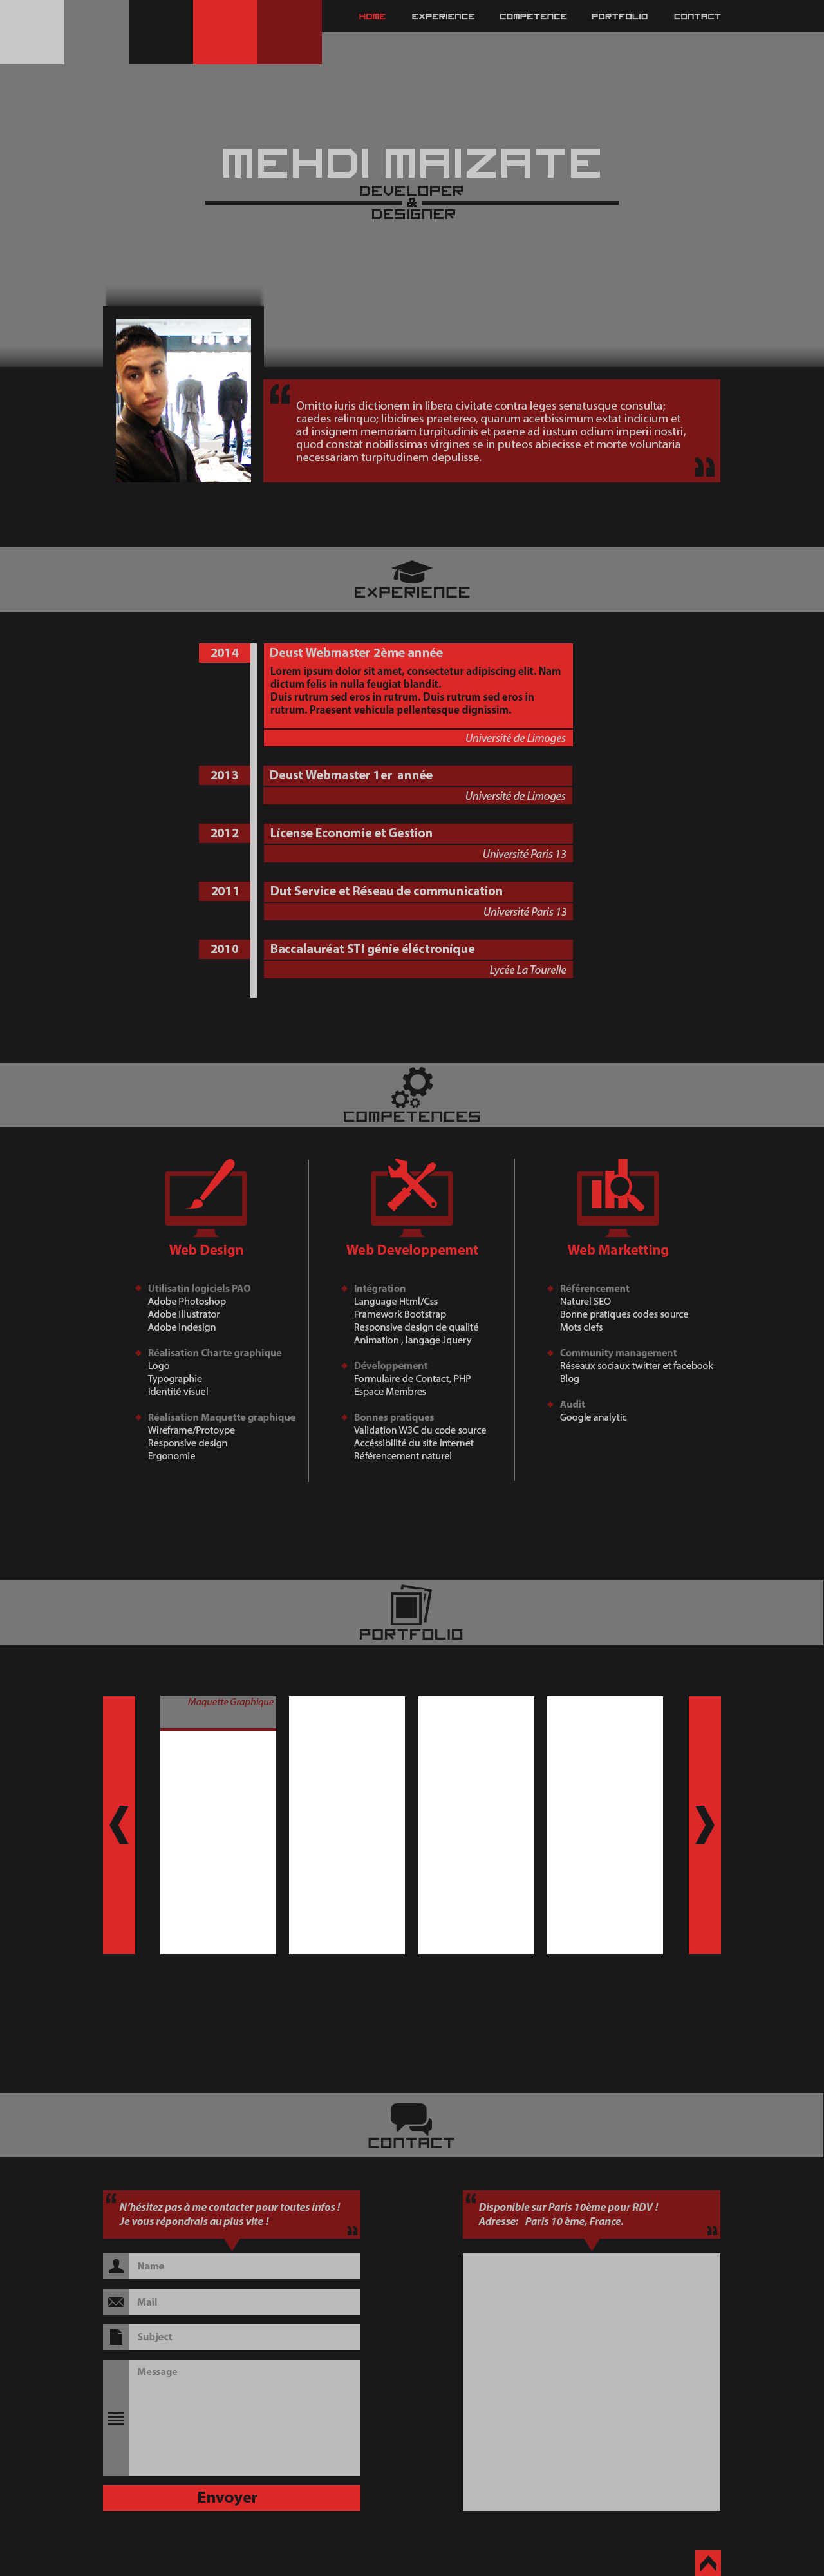 HOME EXPERIENCE COMPETENCE PORTFOLIO CONTACT
MEHDI MAIZATE
DEVELOPER
&
DESIGNER
Omitto iuris dictionem in libera civitate contra leges senatusque consulta;
caedes relinquo; libidines praetereo, quarum acerbissimum extat indicium et
ad insignem memoriam turpitudinis et paene ad iustum odium imperii nostri,
quod constat nobilissimas virgines se in puteos abiecisse et morte voluntaria
necessariam turpitudinem depulisse.
EXPERIENCE
2014 Deust Webmaster 2ème année
Lorem ipsum dolor sit amet, consectetur adipiscing elit. Nam
dictum felis in nulla feugiat blandit.
Duis rutrum sed eros in rutrum. Duis rutrum sed eros in
rutrum. Praesent vehicula pellentesque dignissim.
Université de Limoges
2013 Deust Webmaster 1er année
Université de Limoges
2012 License Economie et Gestion
Université Paris 13
2011 Dut Service et Réseau de communication
Université Paris 13
2010 Baccalauréat STI génie éléctronique
Lycée La Tourelle
COMPETENCES
Web Design
Utilisatin logiciels PAO
Adobe Photoshop
Adobe Illustrator
Adobe Indesign
Réalisation Charte graphique
Logo
Typographie
Identité visuel
Réalisation Maquette graphique
Wireframe/Protoype
Responsive design
Ergonomie
Web Developpement
Intégration
Language Html/Css
Framework Bootstrap
Responsive design de qualité
Animation , langage Jquery
Développement
Formulaire de Contact, PHP
Espace Membres
Bonnes pratiques
Validation W3C du code source
Accéssibilité du site internet
Référencement naturel
Web Marketting
Référencement
Naturel SEO
Bonne pratiques codes source
Mots clefs
Community management
Réseaux sociaux twitter et facebook
Blog
Audit
Google analytic
PORTFOLIO
Maquette Graphique
CONTACT
N'hésitez pas à me contacter pour toutes infos !
Je vous répondrais au plus vite !
Name
Mail
Subject
Message
Envoyer
Disponible sur Paris 10ème pour RDV !
Adresse: Paris 10 ème, France.